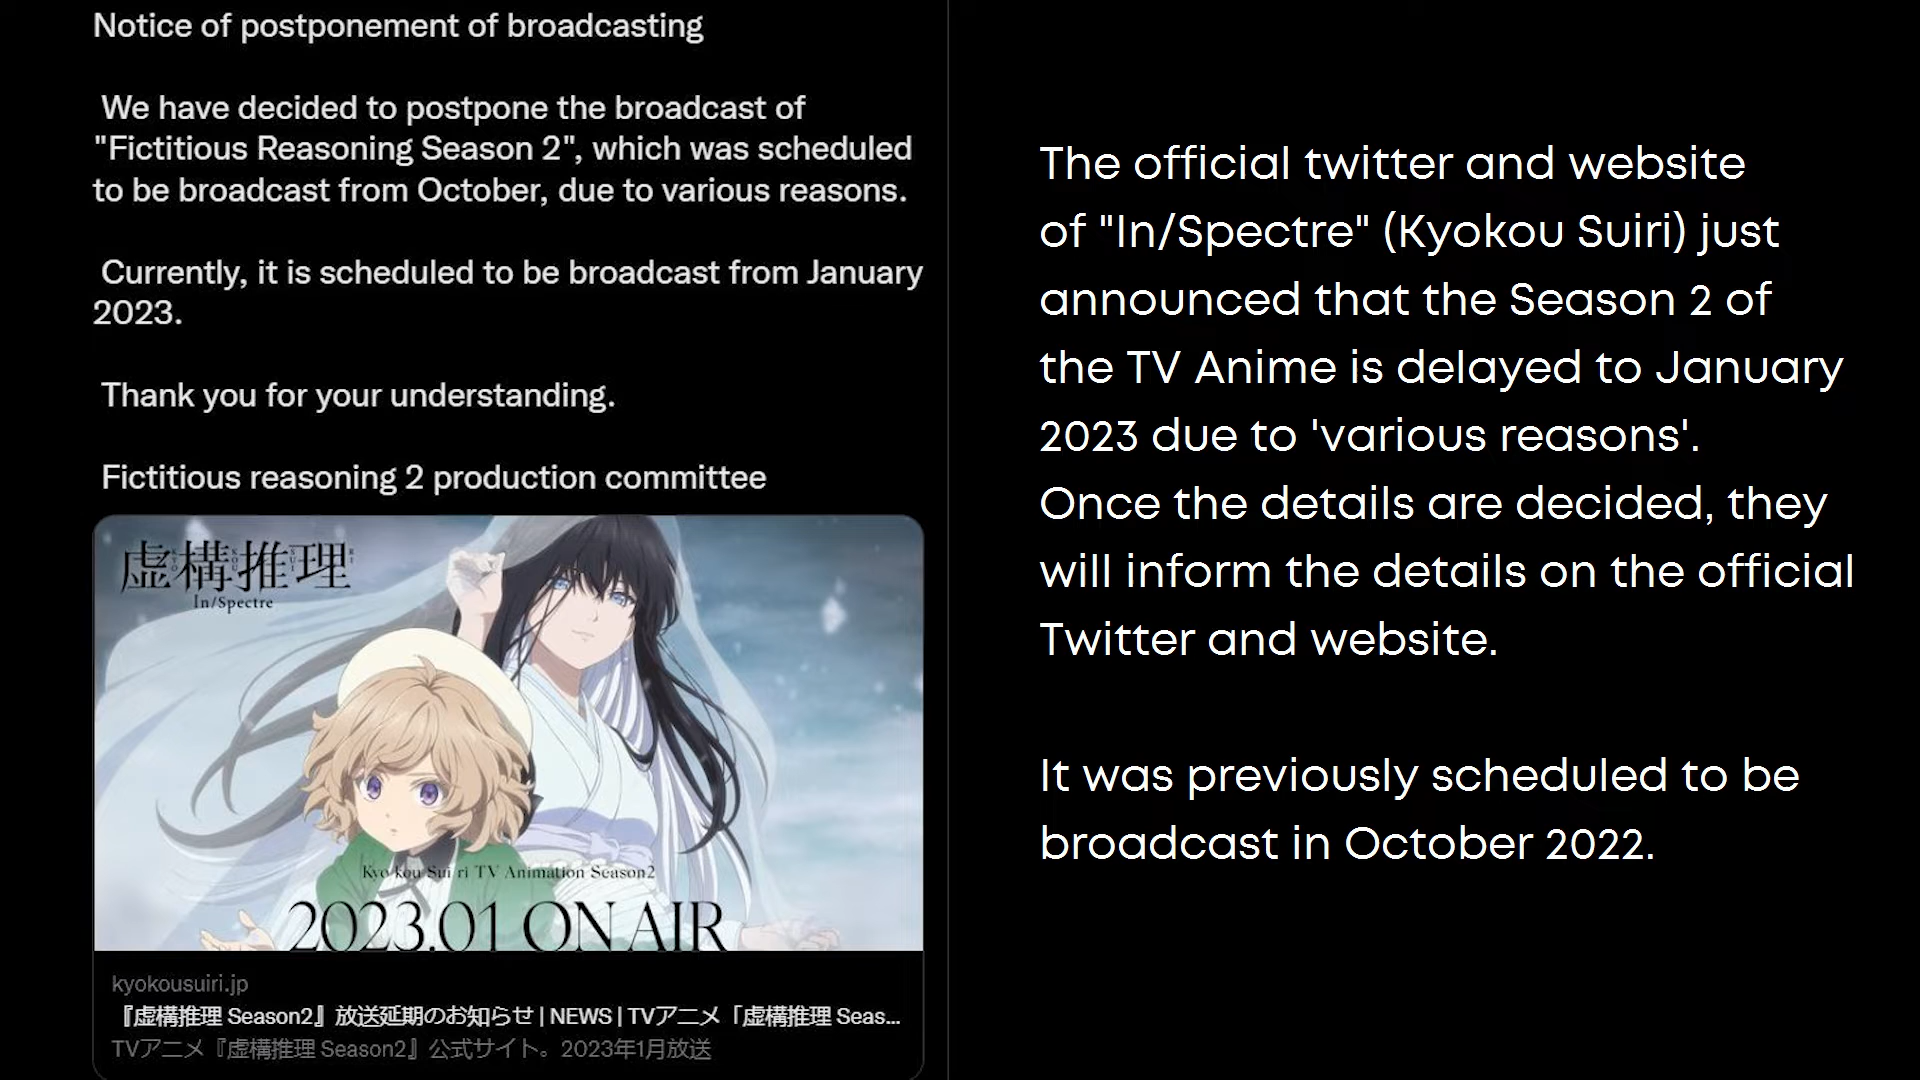 Notice of postponement of broadcasting
We have decided to postpone the broadcast of
"Fictitious Reasoning Season 2", which was scheduled
to be broadcast from October, due to various reasons.
Currently, it is scheduled to be broadcast from January
2023.
Thank you for your understanding.
Fictitious reasoning 2 production committee
虚構推理
In/Spectre
Kyo kou Sui ri TV Animation Season2
2023.01 ON AIR
kyokousuiri.jp
『虚構推理 Season2』放送延期のお知らせ | NEWS | TVアニメ「虚構推理 Seas...
TVアニメ『虚構推理 Season2』公式サイト。2023年1月放送
The official twitter and website
of "In/Spectre" (Kyokou Suiri) just
announced that the Season 2 of
the TV Anime is delayed to January
2023 due to 'various reasons'.
Once the details are decided, they
will inform the details on the official
Twitter and website.
It was previously scheduled to be
broadcast in October 2022.